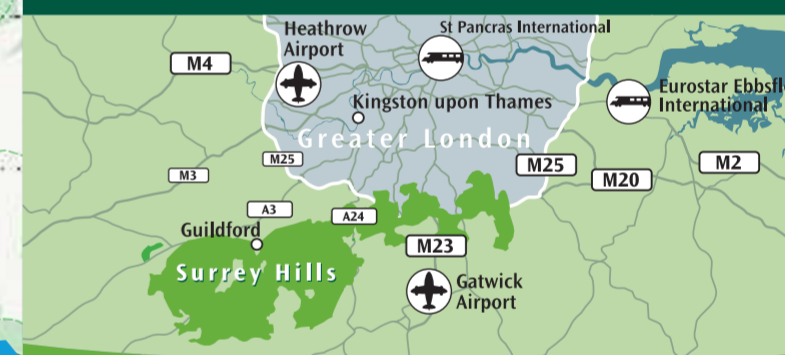 Heathrow
Airport
St Pancras International
M4
Eurostar Ebbsfl
International
Kingston upon Thames
Greater London
M25
M25
M2
M3
M20
A3
A24
Guildford
M23
Surrey Hills
Gatwick
Airport